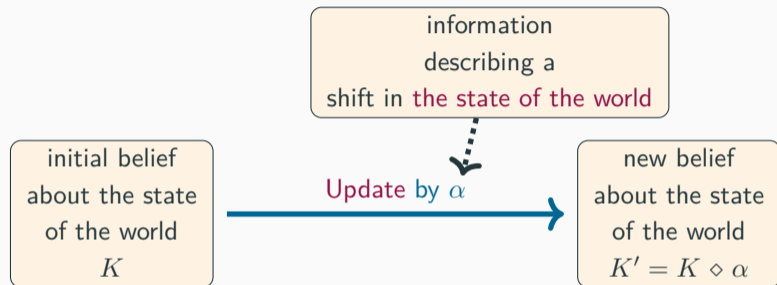 information
describing a
shift in the state of the world
initial belief
about the state
of the world
K
Update by α
new belief
about the state
of the world
K′ = K ⋄ α